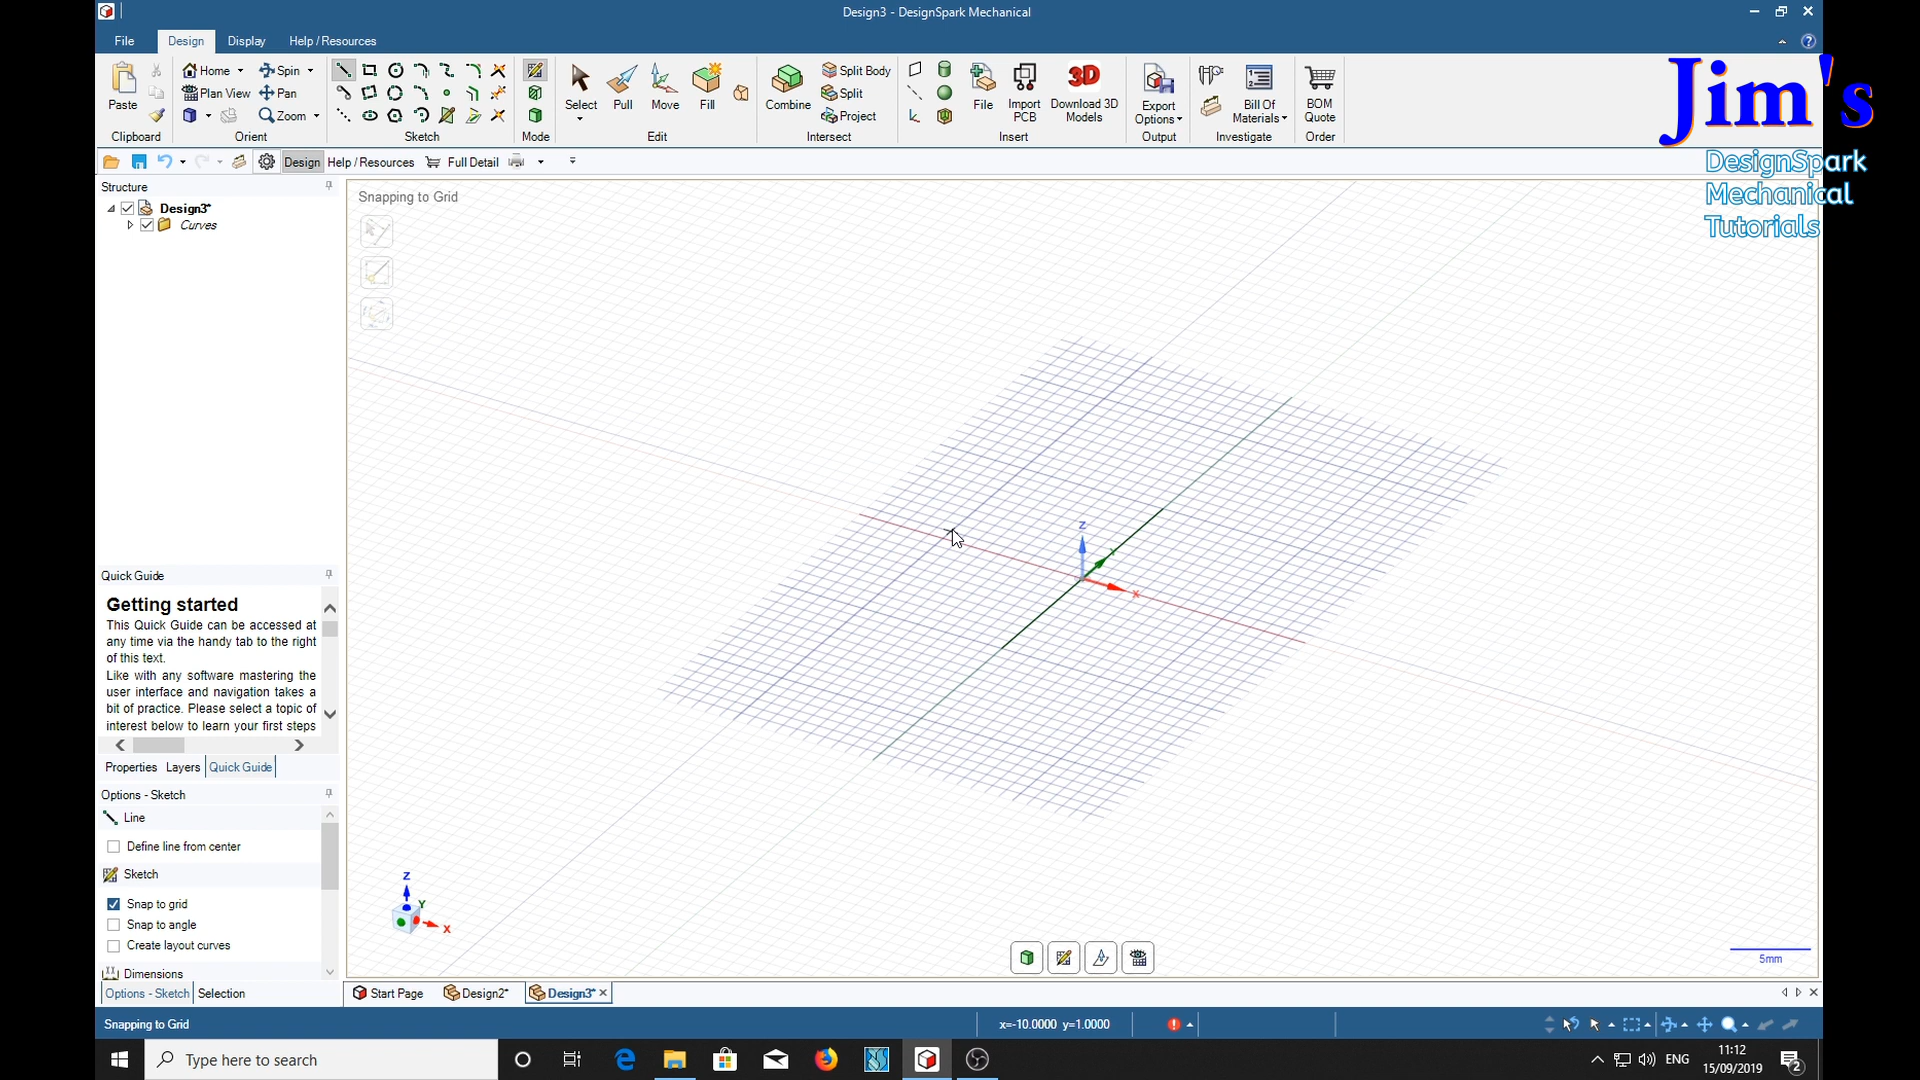 Design3 - DesignSpark Mechanical
File Design Display Help / Resources
Jim's
DesignSpark
Mechanical
Tutorials
Paste
Clipboard
Home
Plan View
Spin
Pan
Zoom
Orient
Sketch
Mode
Select
Pull
Move
Fill
Edit
Combine
Split Body
Split
Project
Intersect
File
Import
PCB
Download 3D
Models
Insert
Export
Options
Output
Bill Of
Materials
Investigate
BOM
Quote
Order
Design Help / Resources Full Detail
Structure
Design3*
Curves
Snapping to Grid
Z
Y
X
Quick Guide
Getting started
This Quick Guide can be accessed at
any time via the handy tab to the right
of this text.
Like with any software mastering the
user interface and navigation takes a
bit of practice. Please select a topic of
interest below to learn your first steps
Properties Layers Quick Guide
Options - Sketch
Line
Define line from center
Sketch
Snap to grid
Snap to angle
Create layout curves
Dimensions
Options - Sketch Selection
Z
Y
X
5mm
Start Page Design2* Design3*
Snapping to Grid
x=-10.0000 y=1.0000
Type here to search
ENG
11:12
15/09/2019
2